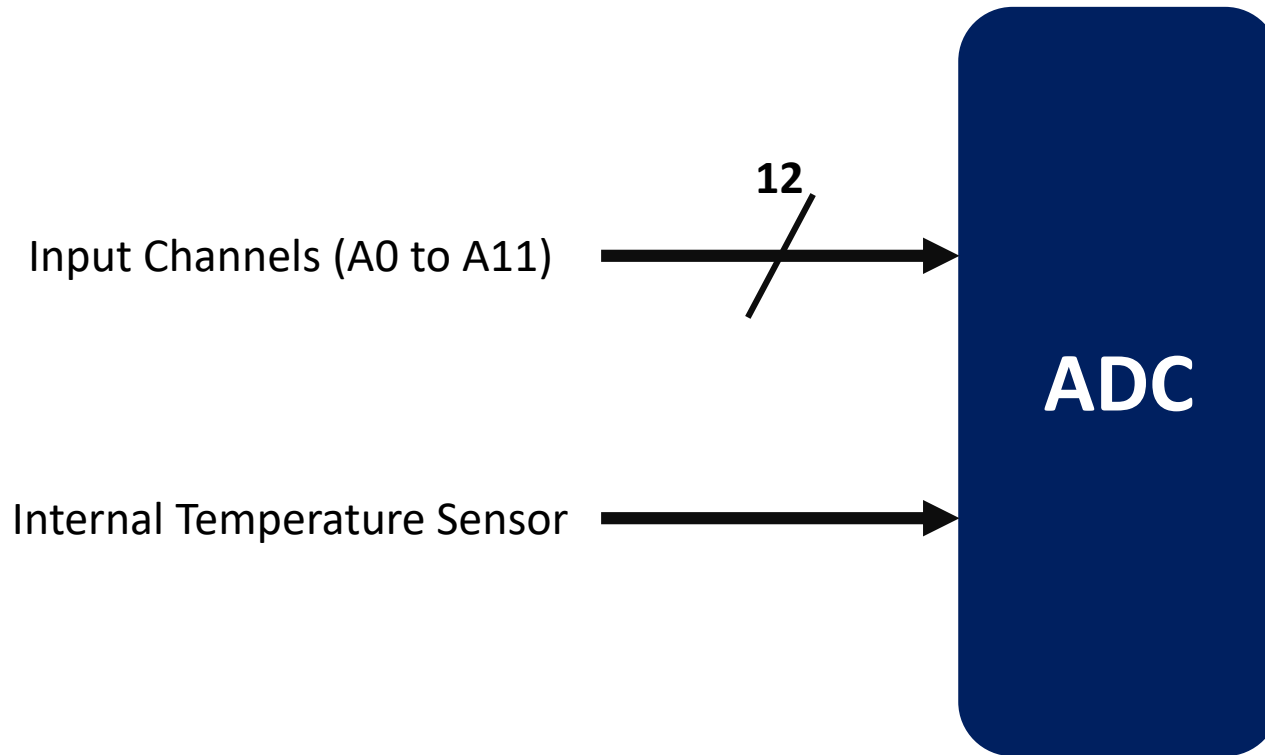 12
Input Channels (A0 to A11)
ADC
Internal Temperature Sensor